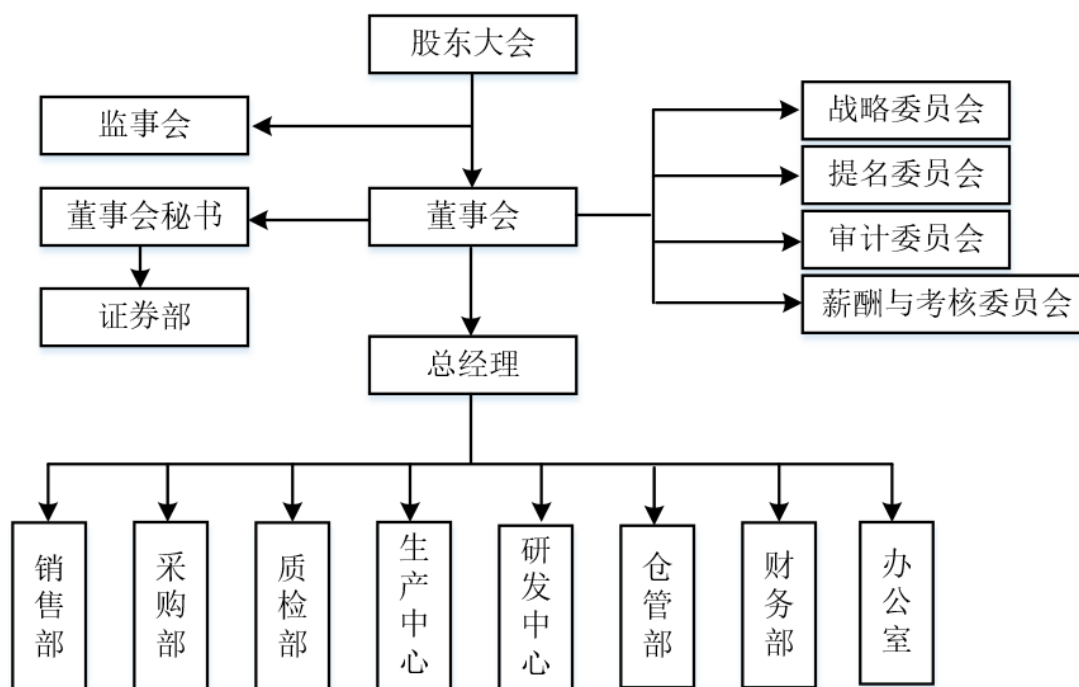 股东大会
监事会
战略委员会
提名委员会
董事会秘书
董事会
审计委员会
证券部
薪酬与考核委员会
总经理
销售部
采购部
质检部
生产中心
研发中心
仓管部
财务部
办公室